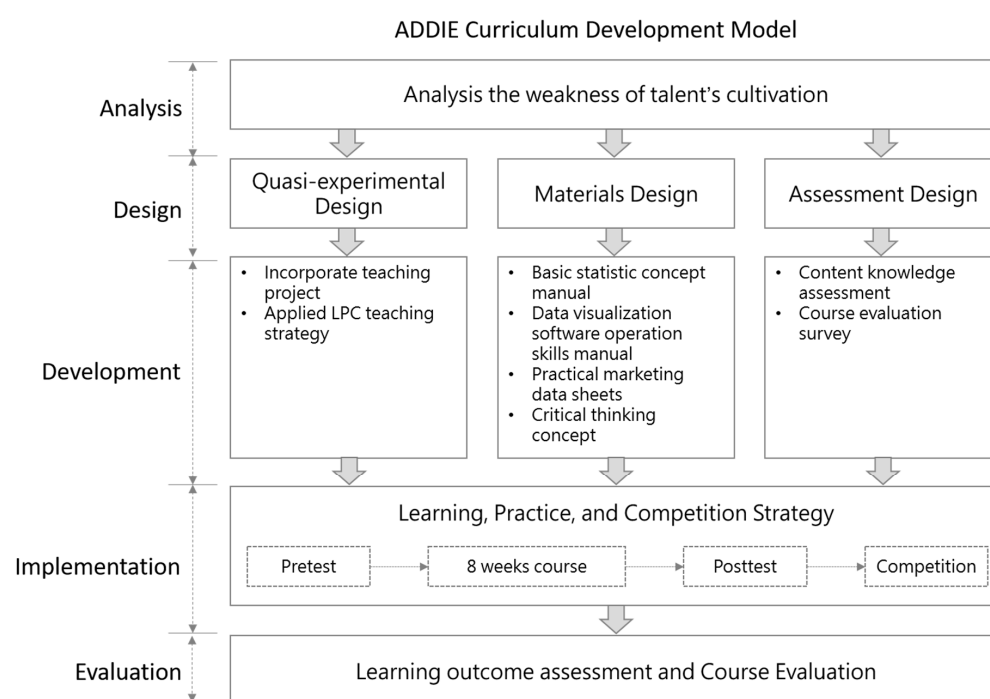 ADDIE Curriculum Development Model
Analysis
Analysis the weakness of talent's cultivation
Design
Quasi-experimental
Design
Materials Design
Assessment Design
Development
• Incorporate teaching
project
• Applied LPC teaching
strategy
• Basic statistic concept
manual
• Data visualization
software operation
skills manual
• Practical marketing
data sheets
• Critical thinking
concept
• Content knowledge
assessment
• Course evaluation
survey
Implementation
Learning, Practice, and Competition Strategy
Pretest
8 weeks course
Posttest
Competition
Evaluation
Learning outcome assessment and Course Evaluation